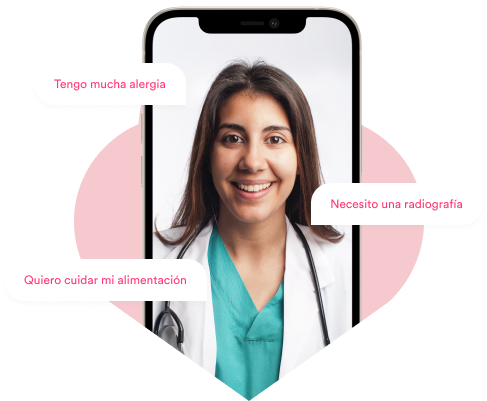 Tengo mucha alergia
Necesito una radiografía
Quiero cuidar mi alimentación